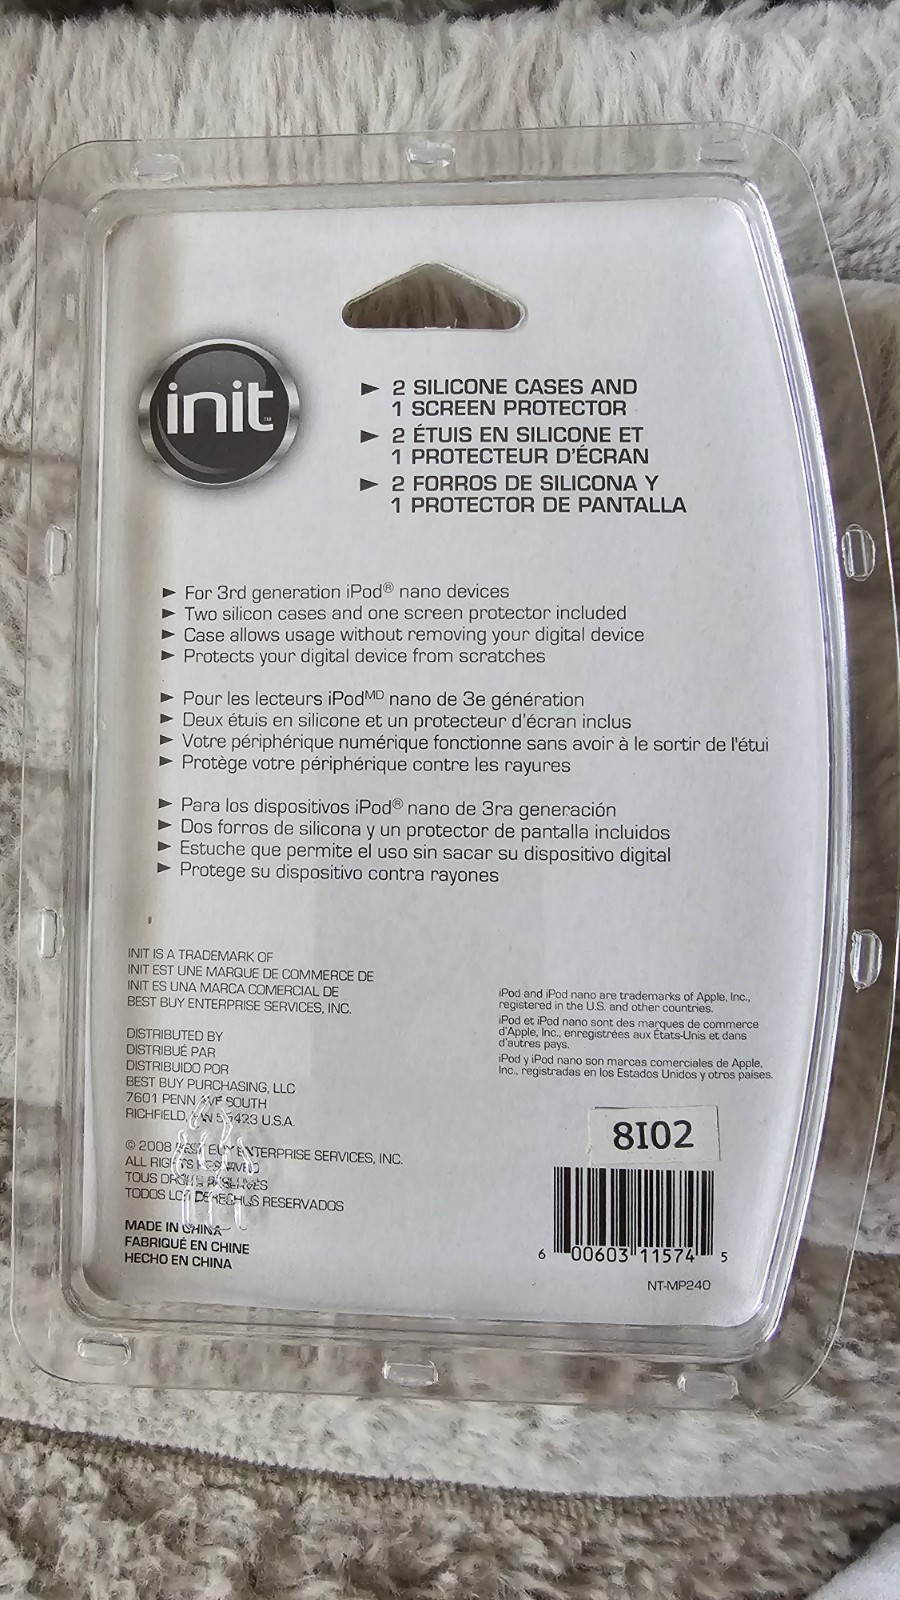 init™
► 2 SILICONE CASES AND
1 SCREEN PROTECTOR
► 2 ÉTUIS EN SILICONE ET
1 PROTECTEUR D'ÉCRAN
► 2 FORROS DE SILICONA Y
1 PROTECTOR DE PANTALLA
► For 3rd generation iPod® nano devices
► Two silicon cases and one screen protector included
► Case allows usage without removing your digital device
► Protects your digital device from scratches
► Pour les lecteurs iPodMD nano de 3e génération
► Deux étuis en silicone et un protecteur d'écran inclus
► Votre périphérique numérique fonctionne sans avoir à le sortir de l'étui
► Protège votre périphérique contre les rayures
► Para los dispositivos iPod® nano de 3ra generación
► Dos forros de silicona y un protector de pantalla incluidos
► Estuche que permite el uso sin sacar su dispositivo digital
► Protege su dispositivo contra rayones
INIT IS A TRADEMARK OF
INIT EST UNE MARQUE DE COMMERCE DE
INIT ES UNA MARCA COMERCIAL DE
BEST BUY ENTERPRISE SERVICES, INC.
DISTRIBUTED BY
DISTRIBUÉ PAR
DISTRIBUIDO POR
BEST BUY PURCHASING, LLC
7601 PENN AVE SOUTH
RICHFIELD, MN 55423 U.S.A.
© 2008 BEST BUY ENTERPRISE SERVICES, INC.
ALL RIGHTS RESERVED
TOUS DROITS RÉSERVÉS
TODOS LOS DERECHOS RESERVADOS
MADE IN CHINA
FABRIQUÉ EN CHINE
HECHO EN CHINA
iPod and iPod nano are trademarks of Apple, Inc.,
registered in the U.S. and other countries.
iPod et iPod nano sont des marques de commerce
d'Apple, Inc., enregistrées aux États-Unis et dans
d'autres pays.
iPod y iPod nano son marcas comerciales de Apple,
Inc., registradas en los Estados Unidos y otros países.
8I02
6 00603 11574 5
NT-MP240